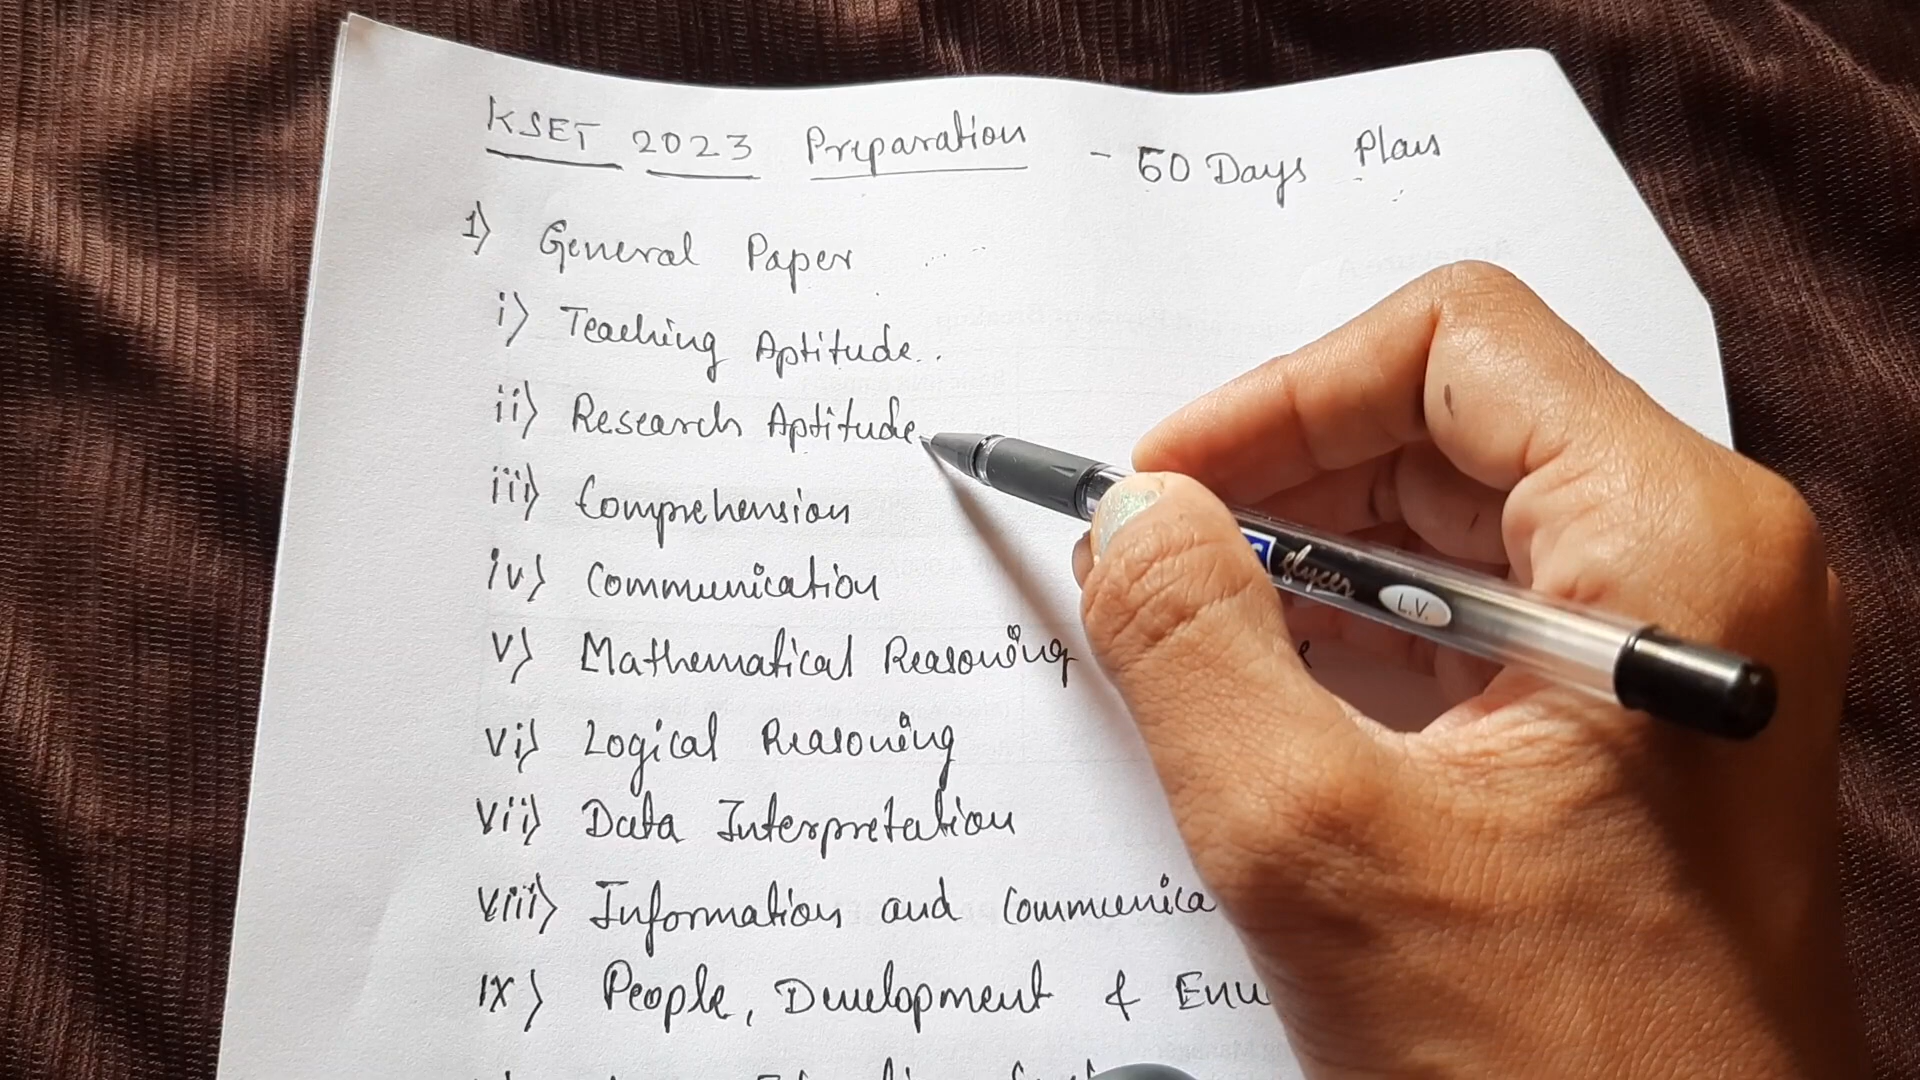 KSET 2023 Preparation - 50 Days Plan
1) General Paper
i) Teaching Aptitude.
ii) Research Aptitude
iii) Comprehension
iv) Communication
v) Mathematical Reasoning
vi) Logical Reasoning
vii) Data Interpretation
viii) Information and Communica
ix) People, Development & Env
glycer
L.V.